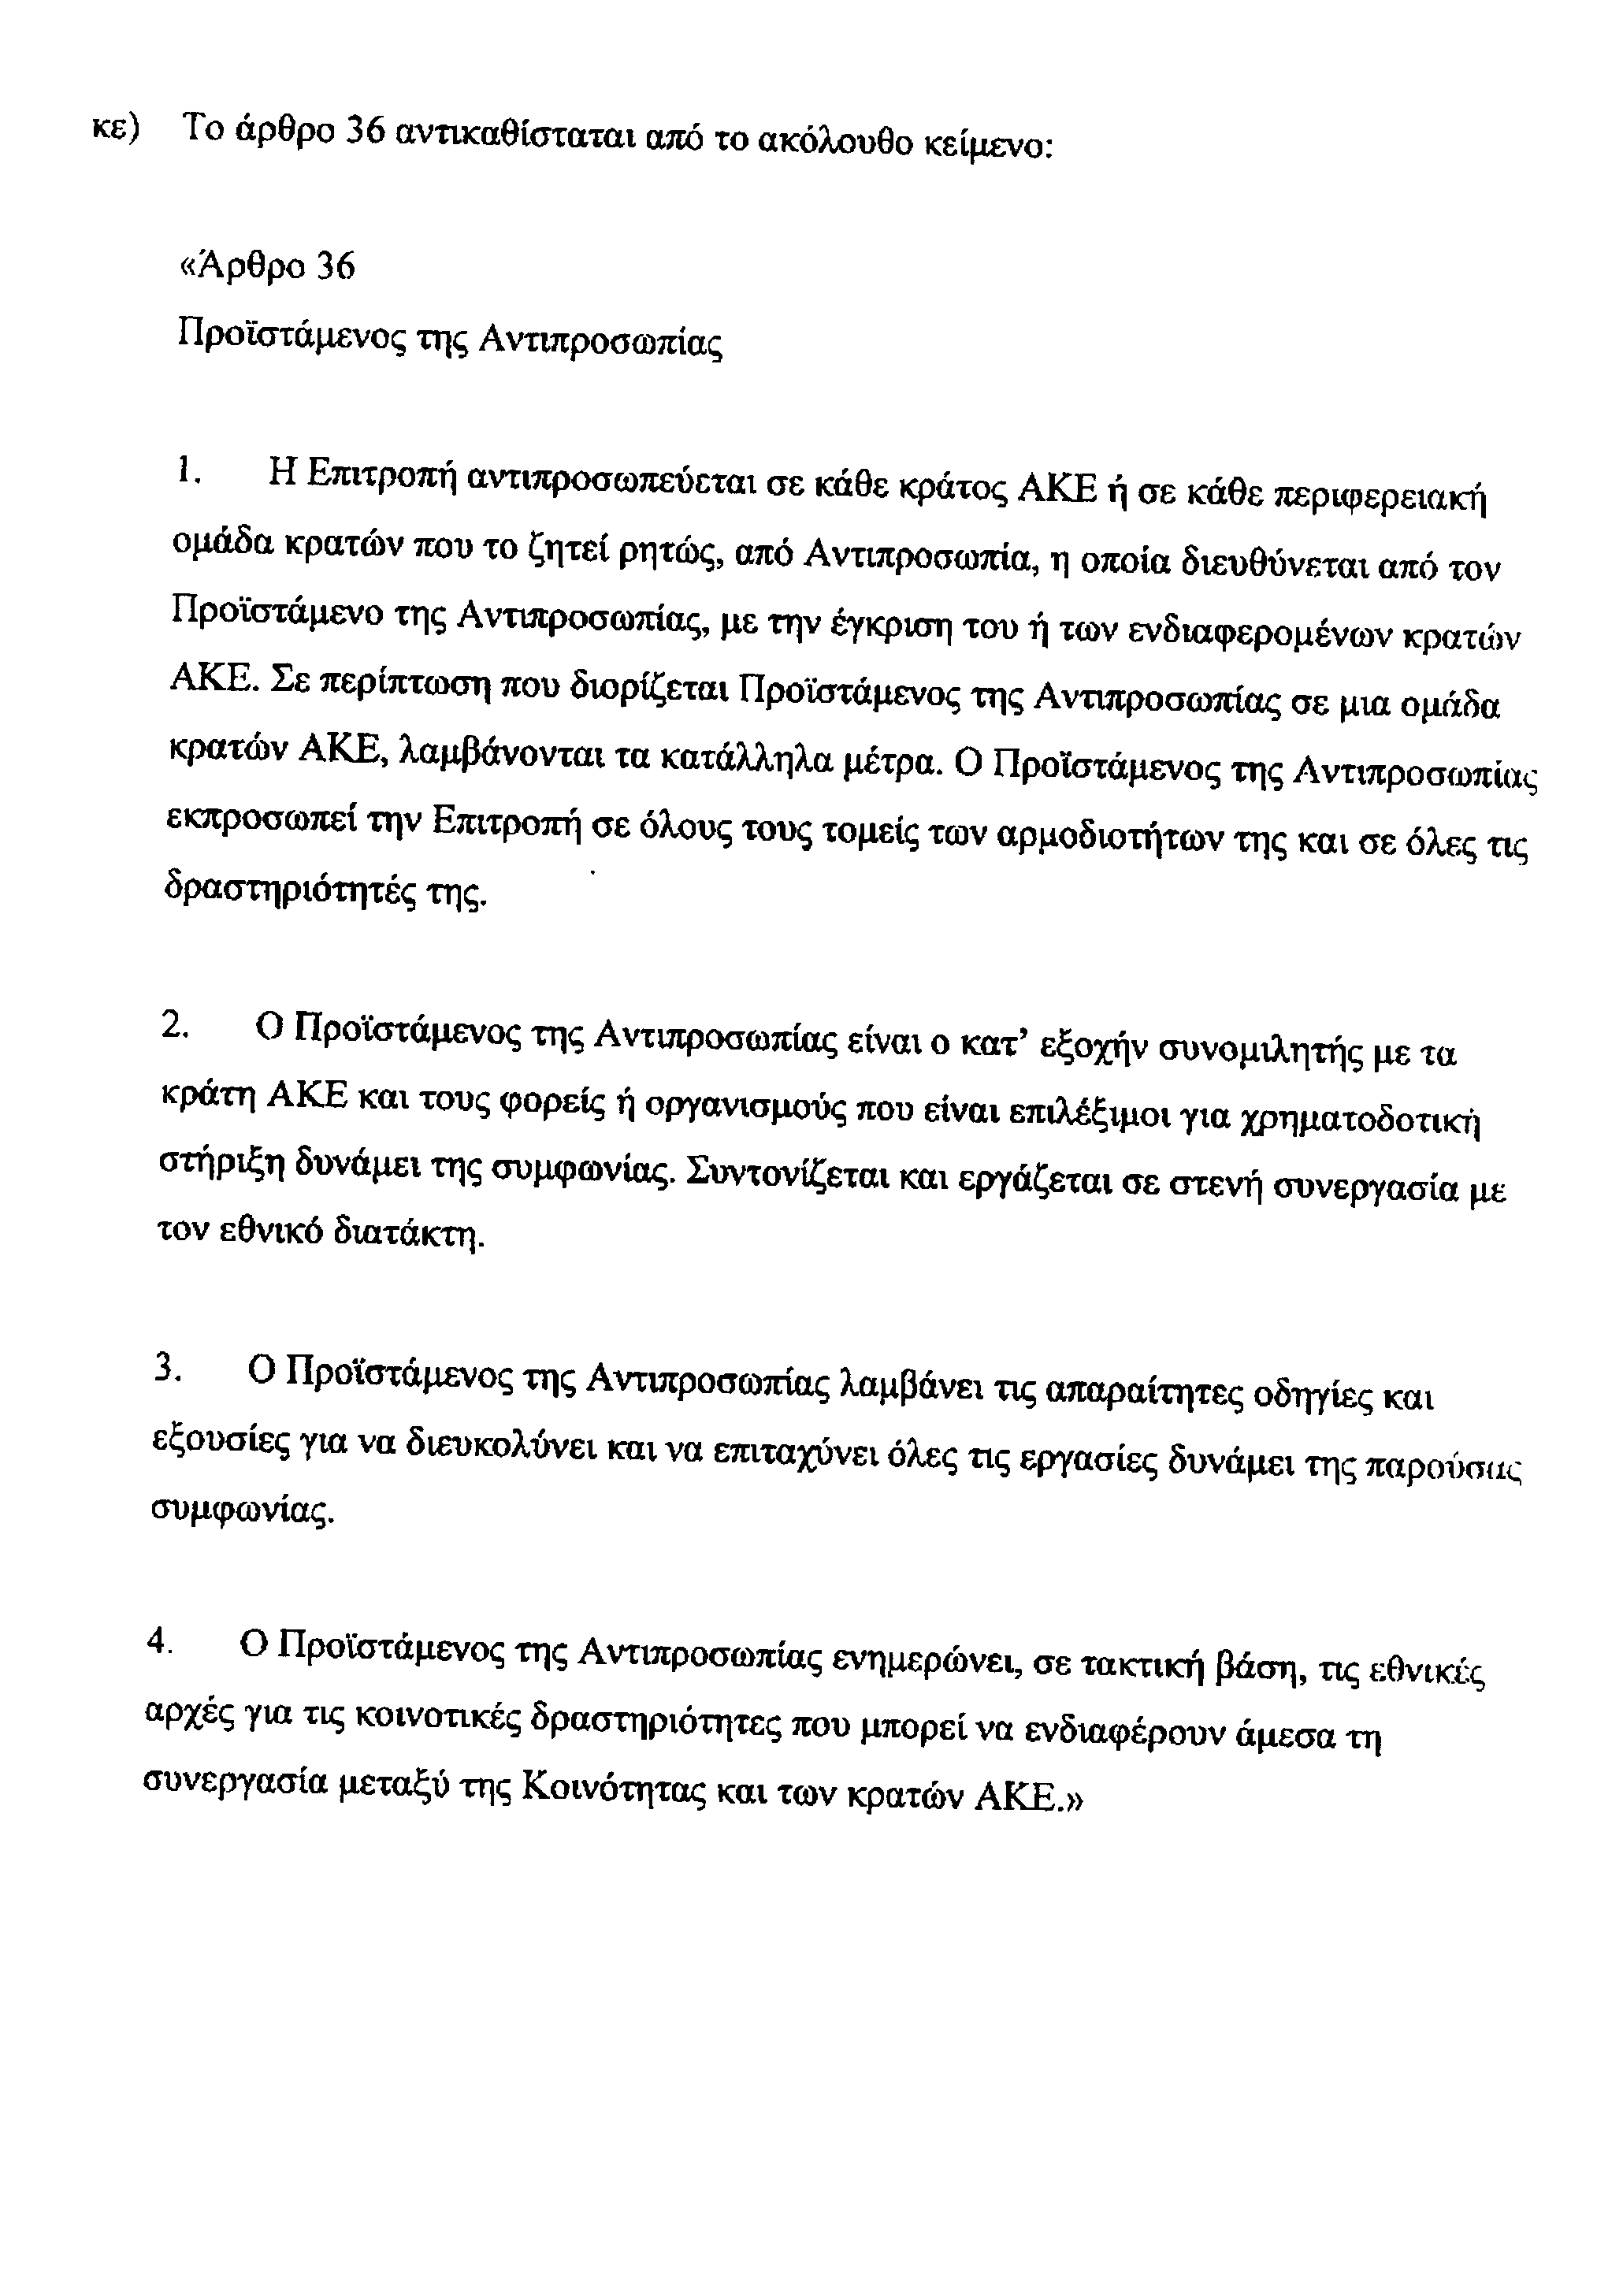 κε) Το άρθρο 36 αντικαθίσταται από το ακόλουθο κείμενο:
«Άρθρο 36
Προϊστάμενος της Αντιπροσωπίας
1. Η Επιτροπή αντιπροσωπεύεται σε κάθε κράτος ΑΚΕ ή σε κάθε περιφερειακή
ομάδα κρατών που το ζητεί ρητώς, από Αντιπροσωπία, η οποία διευθύνεται από τον
Προϊστάμενο της Αντιπροσωπίας, με την έγκριση του ή των ενδιαφερομένων κρατών
ΑΚΕ. Σε περίπτωση που διορίζεται Προϊστάμενος της Αντιπροσωπίας σε μια ομάδα
κρατών ΑΚΕ, λαμβάνονται τα κατάλληλα μέτρα. Ο Προϊστάμενος της Αντιπροσωπίας
εκπροσωπεί την Επιτροπή σε όλους τους τομείς των αρμοδιοτήτων της και σε όλες τις
δραστηριότητές της.
2. Ο Προϊστάμενος της Αντιπροσωπίας είναι ο κατ’ εξοχήν συνομιλητής με τα
κράτη ΑΚΕ και τους φορείς ή οργανισμούς που είναι επιλέξιμοι για χρηματοδοτική
στήριξη δυνάμει της συμφωνίας. Συντονίζεται και εργάζεται σε στενή συνεργασία με
τον εθνικό διατάκτη.
3. Ο Προϊστάμενος της Αντιπροσωπίας λαμβάνει τις απαραίτητες οδηγίες και
εξουσίες για να διευκολύνει και να επιταχύνει όλες τις εργασίες δυνάμει της παρούσας
συμφωνίας.
4. Ο Προϊστάμενος της Αντιπροσωπίας ενημερώνει, σε τακτική βάση, τις εθνικές
αρχές για τις κοινοτικές δραστηριότητες που μπορεί να ενδιαφέρουν άμεσα τη
συνεργασία μεταξύ της Κοινότητας και των κρατών ΑΚΕ.»